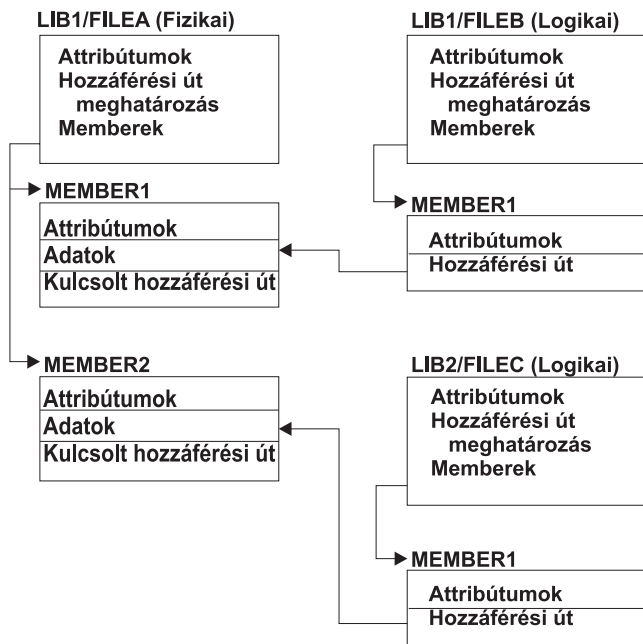 LIB1/FILEA (Fizikai)
Attribútumok
Hozzáférési út
meghatározás
Memberek
MEMBER1
Attribútumok
Adatok
Kulcsolt hozzáférési út
MEMBER2
Attribútumok
Adatok
Kulcsolt hozzáférési út
LIB1/FILEB (Logikai)
Attribútumok
Hozzáférési út
meghatározás
Memberek
MEMBER1
Attribútumok
Hozzáférési út
LIB2/FILEC (Logikai)
Attribútumok
Hozzáférési út
meghatározás
Memberek
MEMBER1
Attribútumok
Hozzáférési út